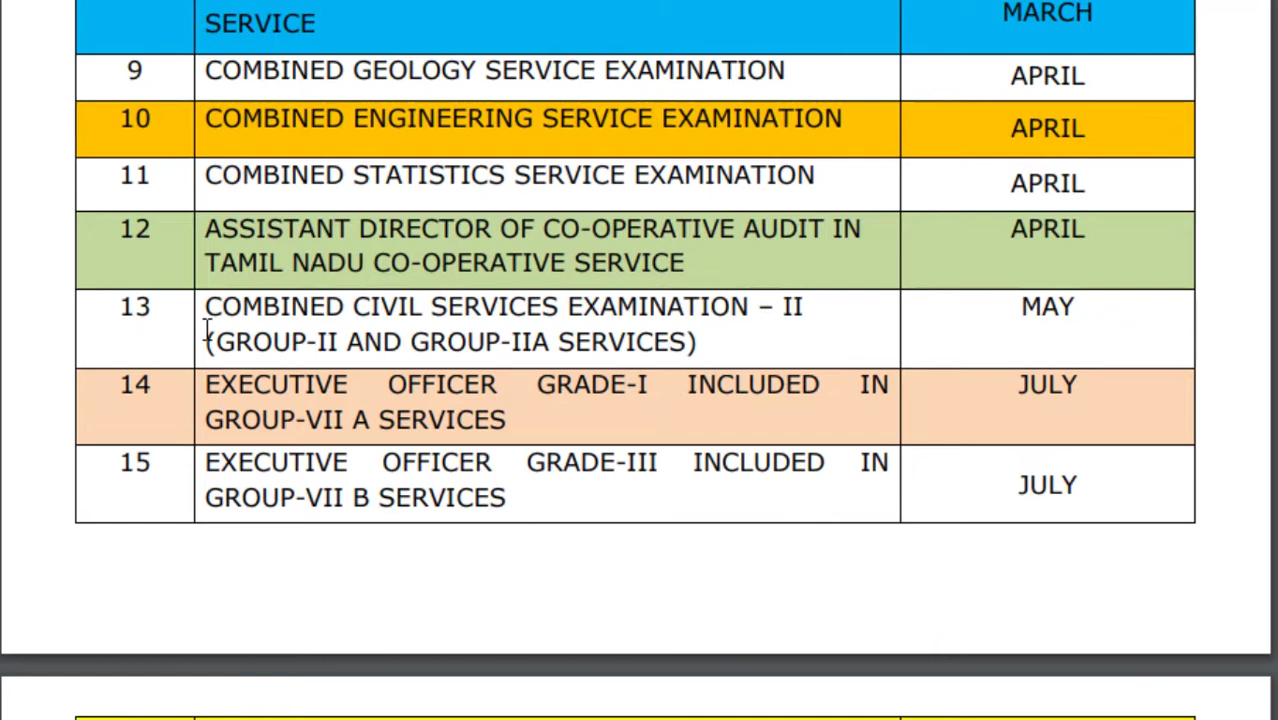 SERVICE MARCH
9 COMBINED GEOLOGY SERVICE EXAMINATION APRIL
10 COMBINED ENGINEERING SERVICE EXAMINATION APRIL
11 COMBINED STATISTICS SERVICE EXAMINATION APRIL
12 ASSISTANT DIRECTOR OF CO-OPERATIVE AUDIT IN APRIL
TAMIL NADU CO-OPERATIVE SERVICE
13 COMBINED CIVIL SERVICES EXAMINATION – II MAY
(GROUP-II AND GROUP-IIA SERVICES)
14 EXECUTIVE OFFICER GRADE-I INCLUDED IN JULY
GROUP-VII A SERVICES
15 EXECUTIVE OFFICER GRADE-III INCLUDED IN JULY
GROUP-VII B SERVICES